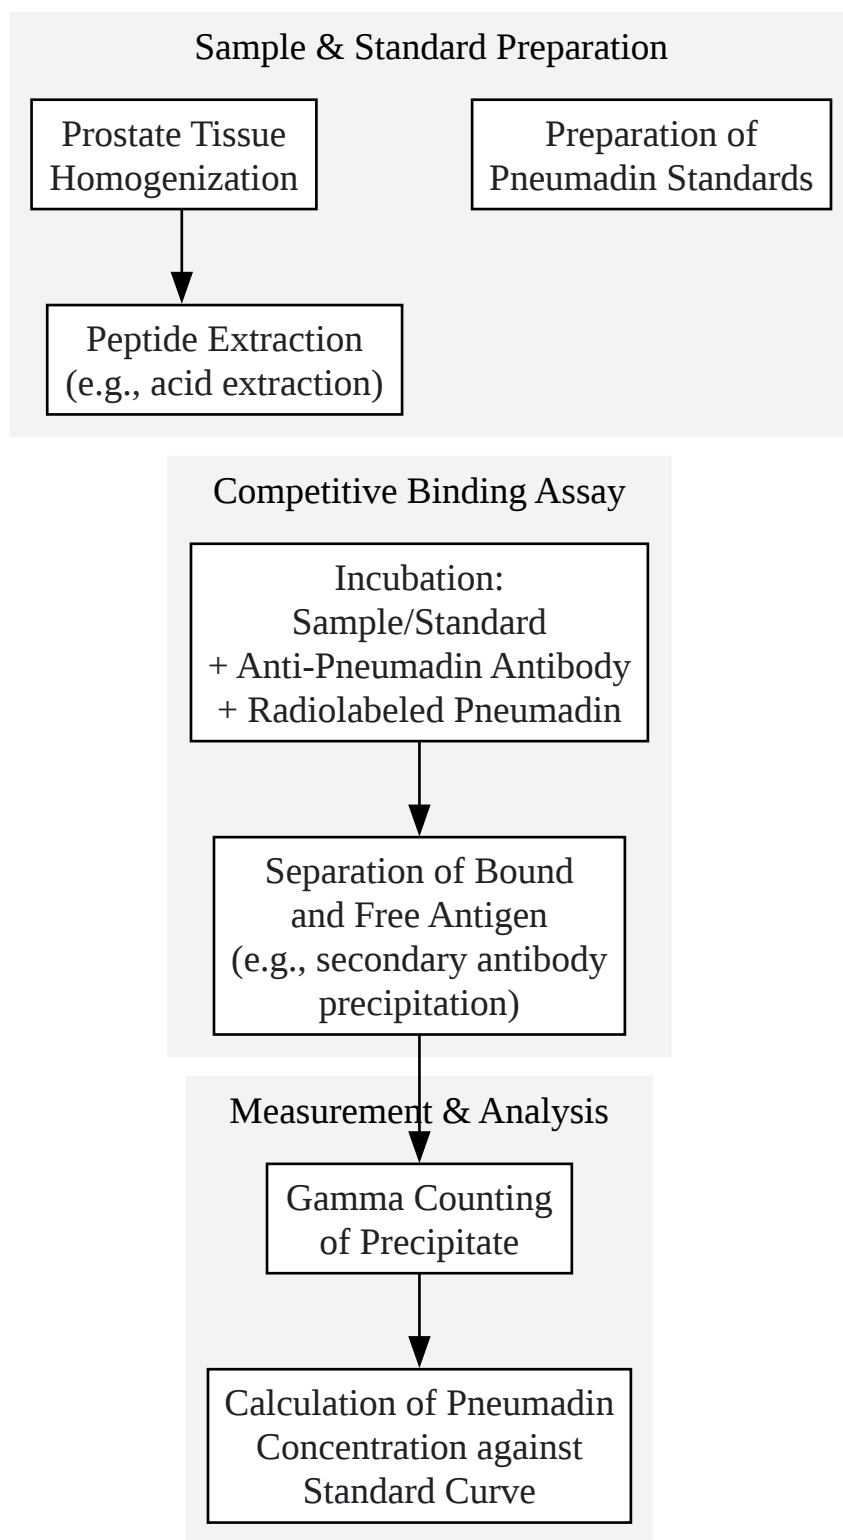 Sample & Standard Preparation
Prostate Tissue
Homogenization
Preparation of
Pneumadin Standards
Peptide Extraction
(e.g., acid extraction)
Competitive Binding Assay
Incubation:
Sample/Standard
+ Anti-Pneumadin Antibody
+ Radiolabeled Pneumadin
Separation of Bound
and Free Antigen
(e.g., secondary antibody
precipitation)
Measurement & Analysis
Gamma Counting
of Precipitate
Calculation of Pneumadin
Concentration against
Standard Curve